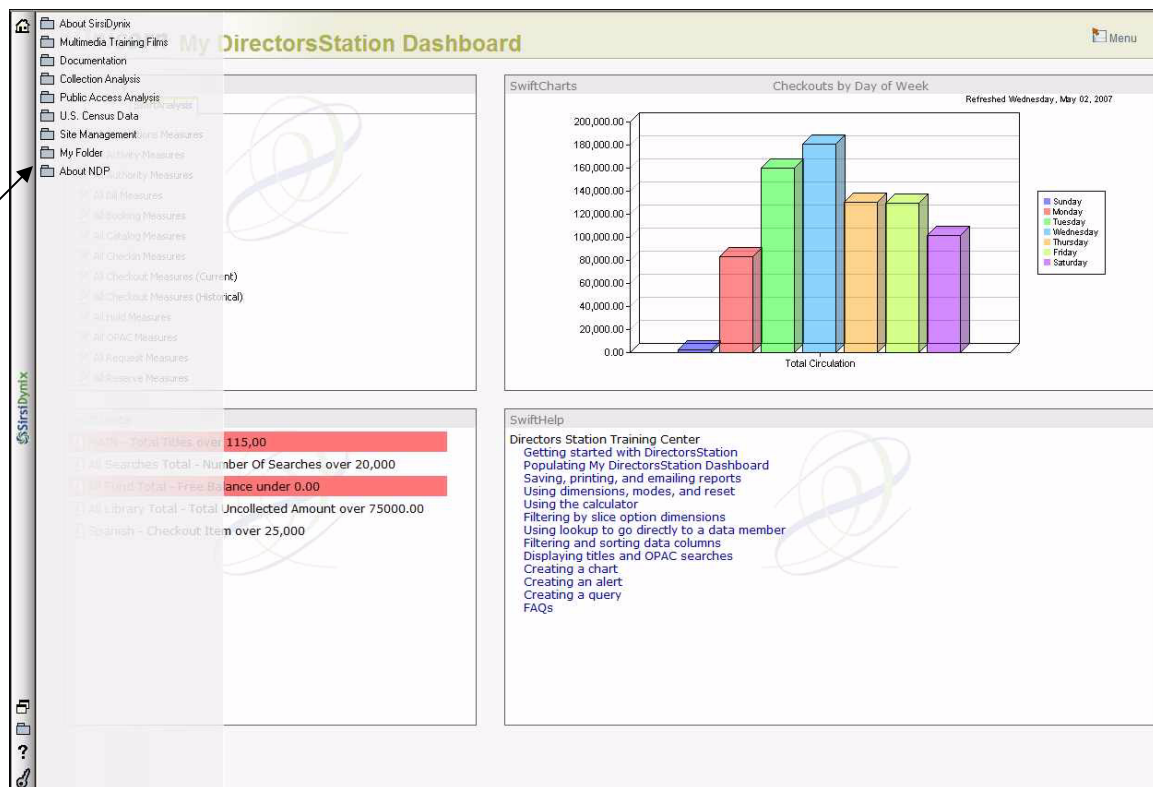 About SirsiDynix
Multimedia Training Films
Documentation
Collection Analysis
Public Access Analysis
U.S. Census Data
Site Management
My Folder
About NDP
SirsiDynix
My DirectorsStation Dashboard
Menu
SwiftAnalysis
Measures
Measures
Authority Measures
All Bill Measures
All Booking Measures
All Catalog Measures
All Checkin Measures
All Checkout Measures (Current)
All Checkout Measures (Historical)
All Hold Measures
All OPAC Measures
All Request Measures
All Reserve Measures
SwiftCharts
Checkouts by Day of Week
Refreshed Wednesday, May 02, 2007
200,000.00
180,000.00
160,000.00
140,000.00
120,000.00
100,000.00
80,000.00
60,000.00
40,000.00
20,000.00
0.00
Total Circulation
Sunday
Monday
Tuesday
Wednesday
Thursday
Friday
Saturday
- Total Titles over 115,00
All Searches Total - Number Of Searches over 20,000
All Fund Total - Free Balance under 0.00
All Library Total - Total Uncollected Amount over 75000.00
Spanish - Checkout Item over 25,000
SwiftHelp
Directors Station Training Center
Getting started with DirectorsStation
Populating My DirectorsStation Dashboard
Saving, printing, and emailing reports
Using dimensions, modes, and reset
Using the calculator
Filtering by slice option dimensions
Using lookup to go directly to a data member
Filtering and sorting data columns
Displaying titles and OPAC searches
Creating a chart
Creating an alert
Creating a query
FAQs